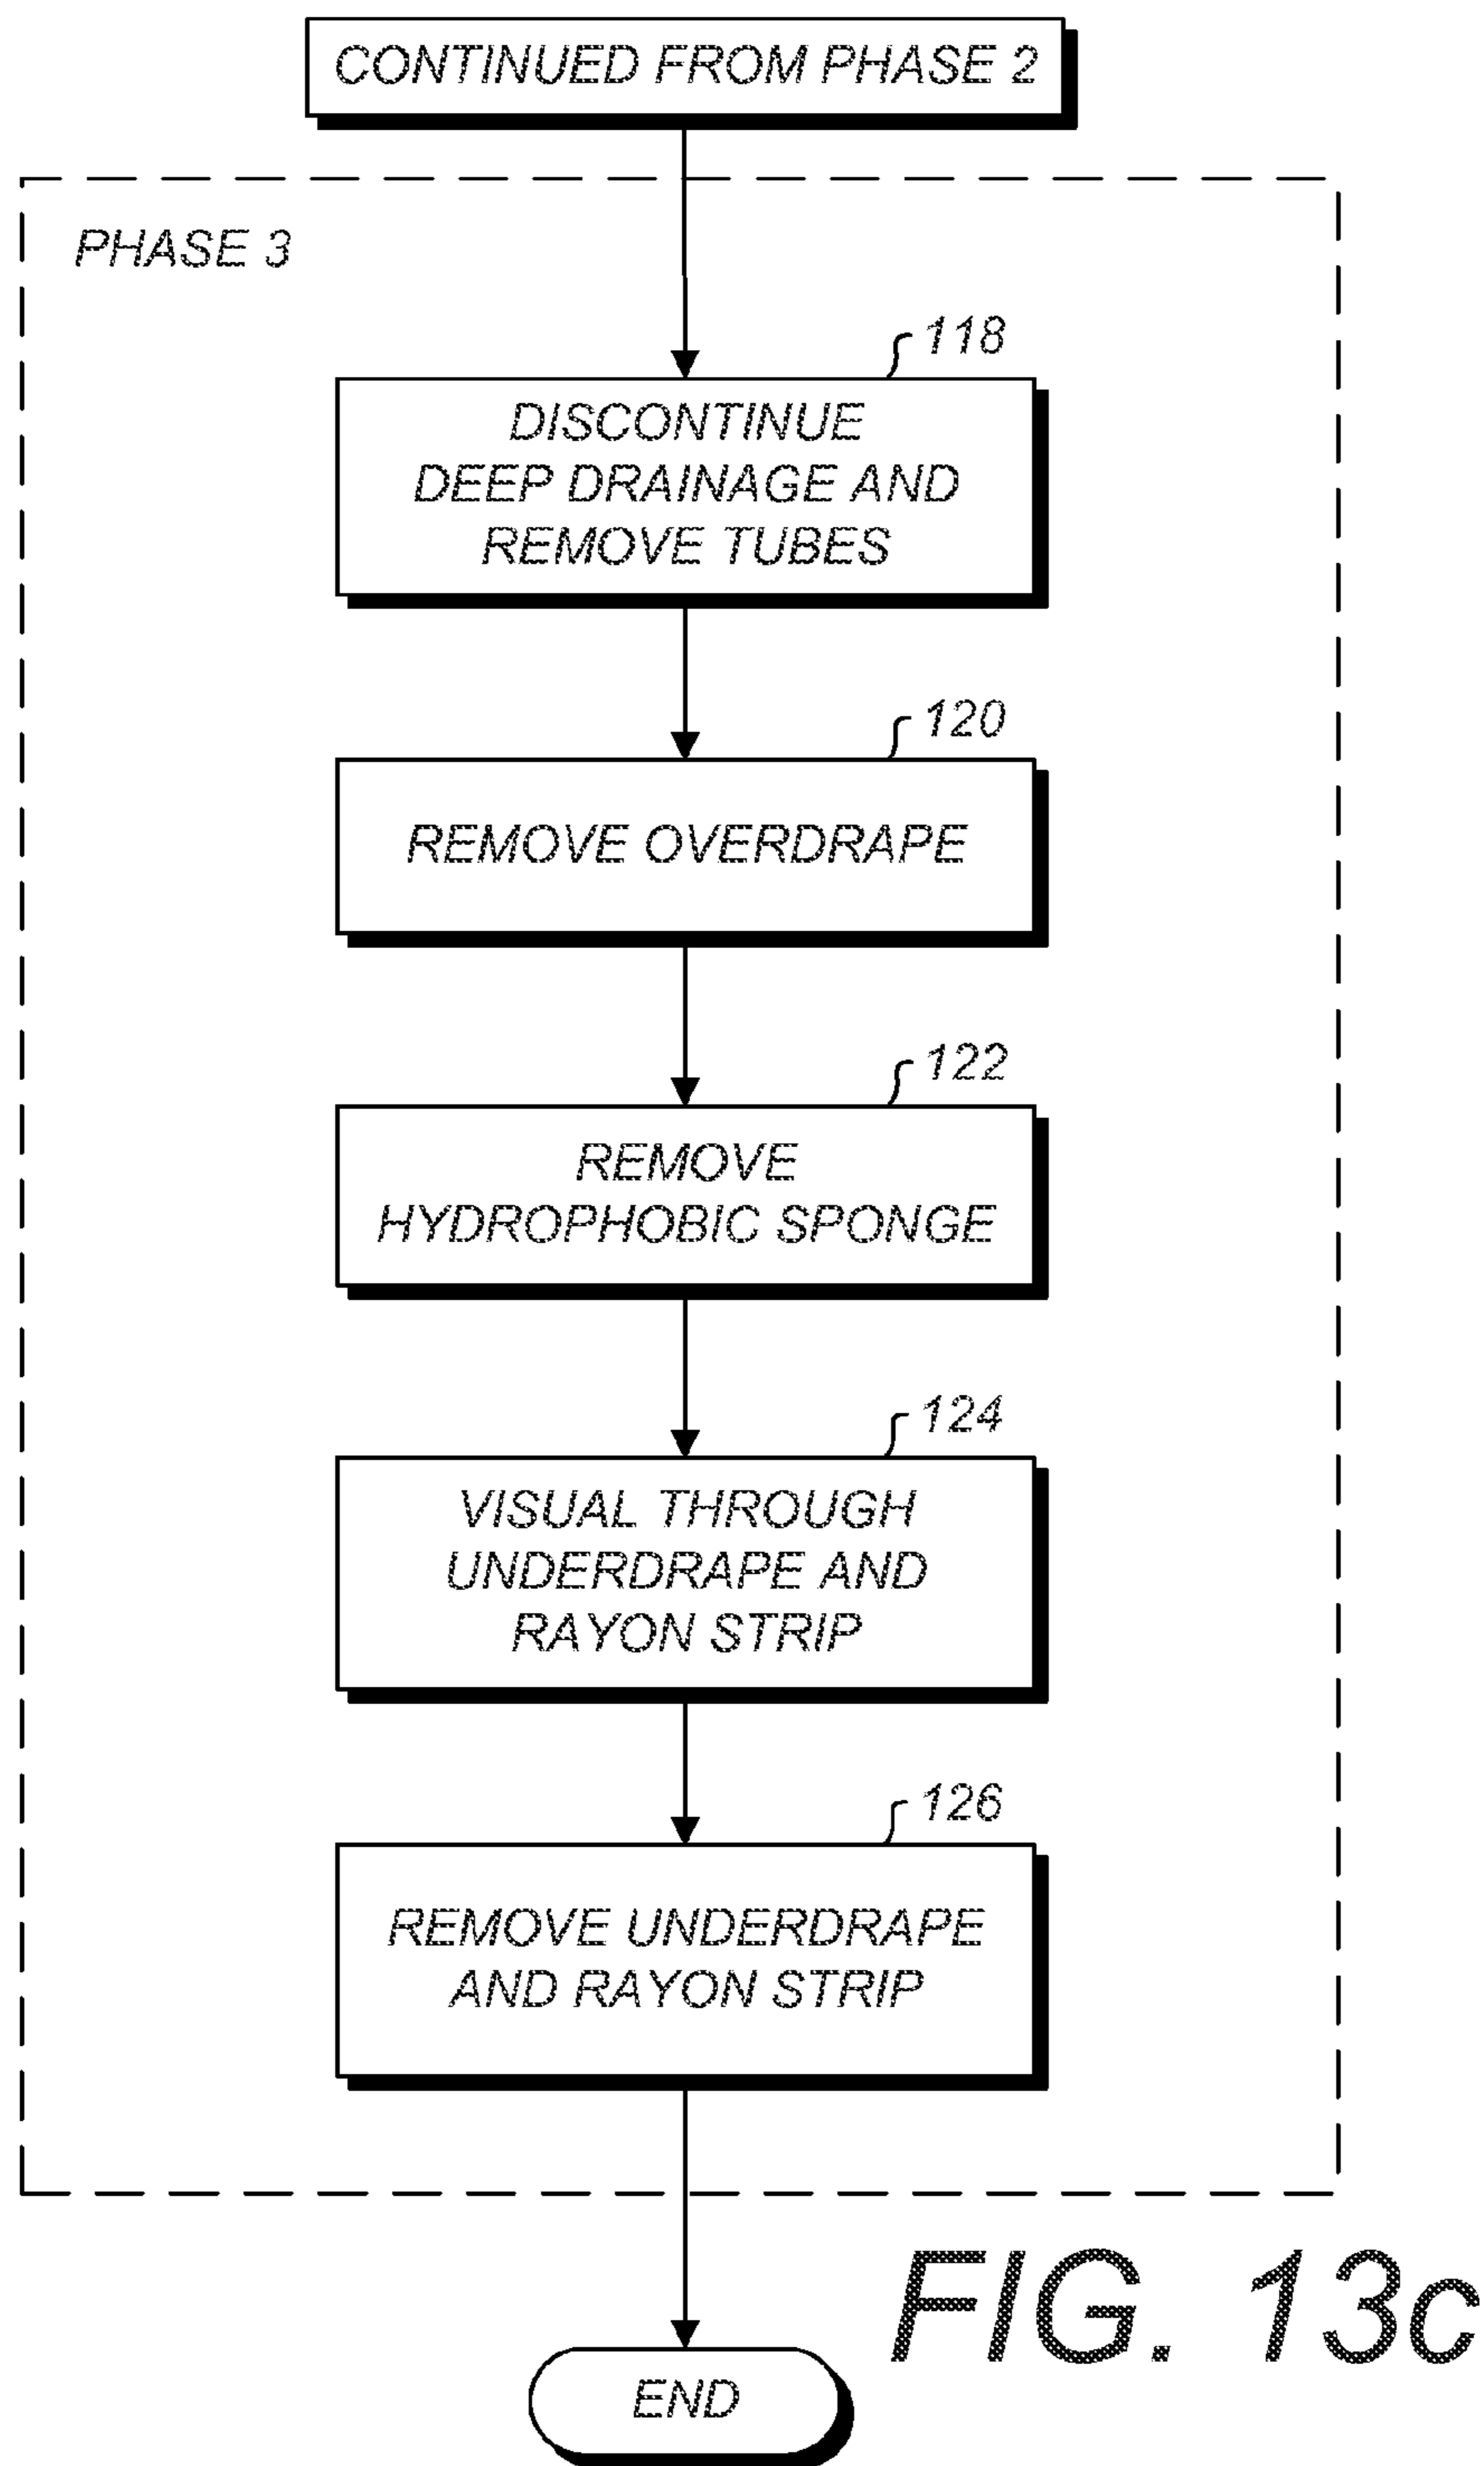 CONTINUED FROM PHASE 2
PHASE 3
118
DISCONTINUE
DEEP DRAINAGE AND
REMOVE TUBES
120
REMOVE OVERDRAPE
122
REMOVE
HYDROPHOBIC SPONGE
124
VISUAL THROUGH
UNDERDRAPE AND
RAYON STRIP
126
REMOVE UNDERDRAPE
AND RAYON STRIP
END
FIG. 13c